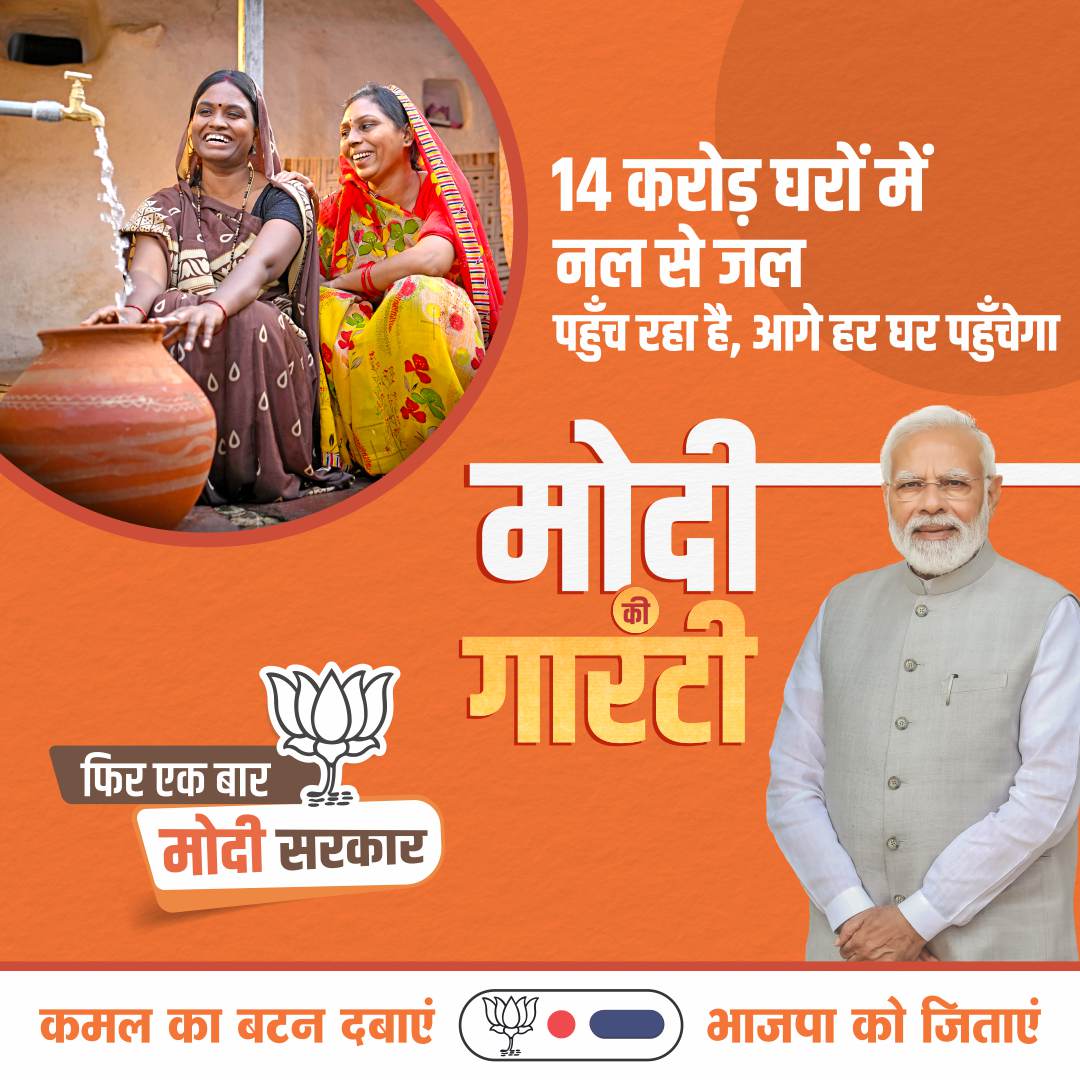 14 करोड़ घरों में
नल से जल
पहुँच रहा है, आगे हर घर पहुँचेगा
मोदी
की
गारंटी
फिर एक बार
मोदी सरकार
कमल का बटन दबाएं
भाजपा को जिताएं